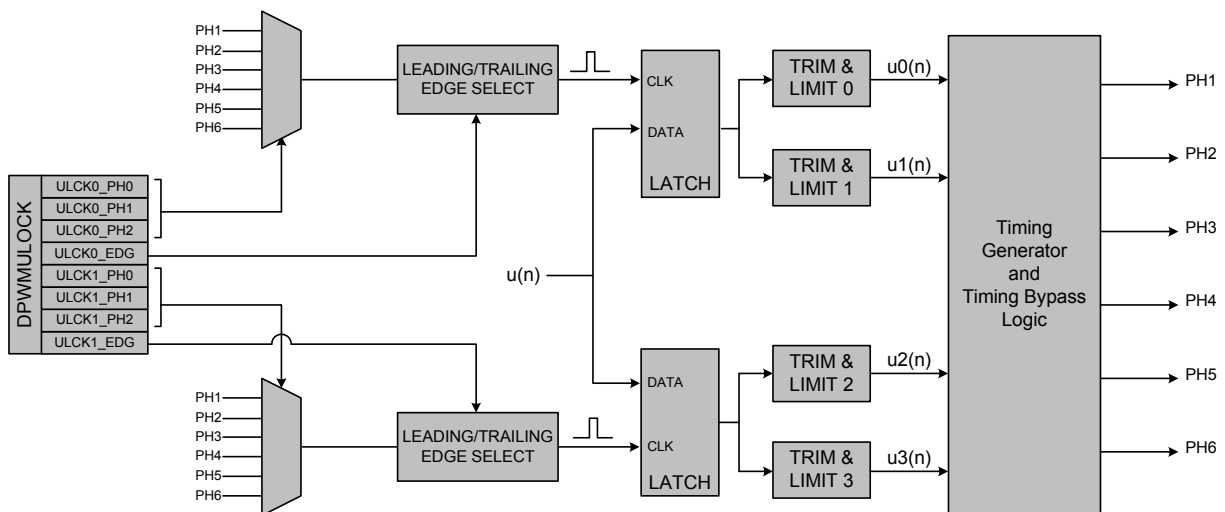 PH1
PH2
PH3
PH4
PH5
PH6
LEADING/TRAILING
EDGE SELECT
CLK
DATA
LATCH
TRIM &
LIMIT 0
u0(n)
TRIM &
LIMIT 1
u1(n)
DPWMULOCK
ULCK0_PH0
ULCK0_PH1
ULCK0_PH2
ULCK0_EDG
ULCK1_PH0
ULCK1_PH1
ULCK1_PH2
ULCK1_EDG
u(n)
PH1
PH2
PH3
PH4
PH5
PH6
LEADING/TRAILING
EDGE SELECT
DATA
CLK
LATCH
TRIM &
LIMIT 2
u2(n)
TRIM &
LIMIT 3
u3(n)
Timing
Generator
and
Timing Bypass
Logic
PH1
PH2
PH3
PH4
PH5
PH6